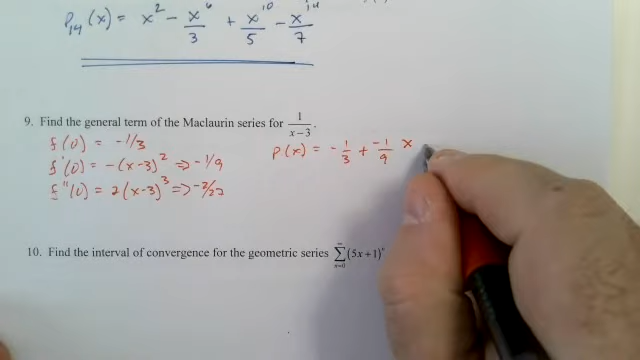 P₁₄(x) = x² - x⁶/3 + x¹⁰/5 - x¹⁴/7
9. Find the general term of the Maclaurin series for 1/(x-3).
f(0) = -1/3
f'(0) = -(x-3)² => -1/9
f''(0) = 2(x-3)³ => -2/27
P(x) = -1/3 + -1/9 x
10. Find the interval of convergence for the geometric series ∑_{n=0}^{∞} (5x+1)ⁿ